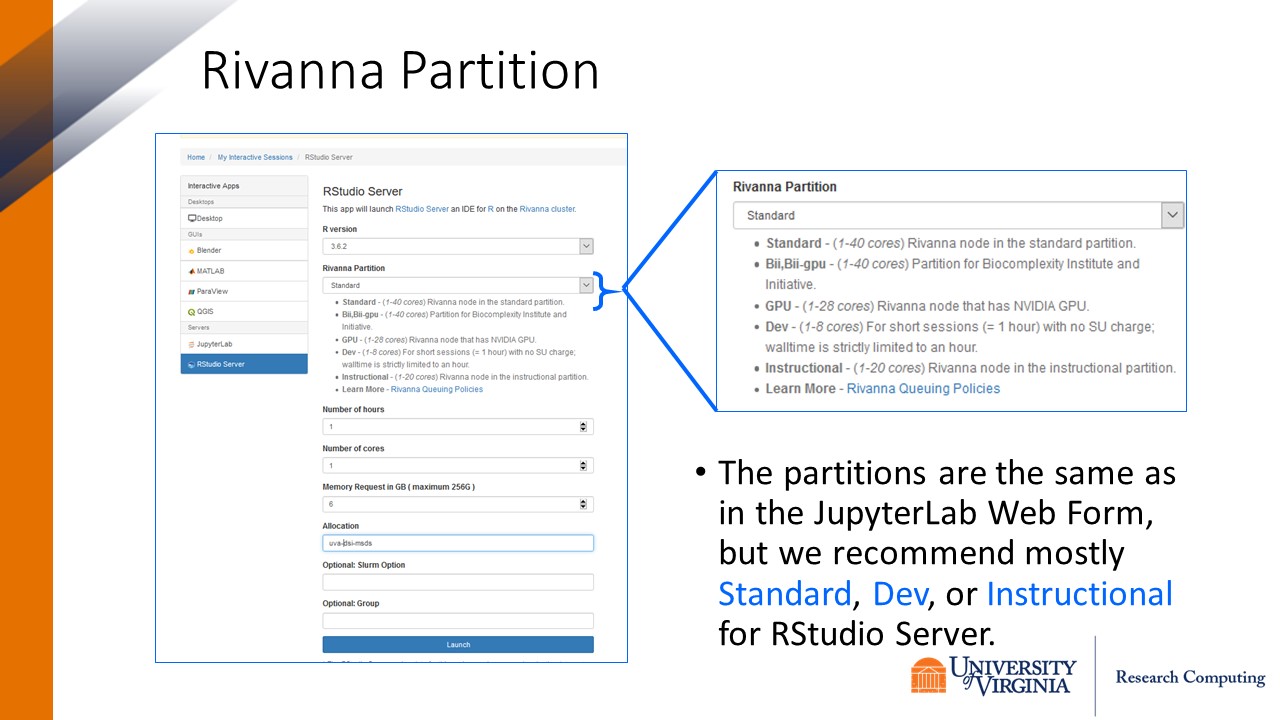 Rivanna Partition
Home / My Interactive Sessions / RStudio Server
Interactive Apps
Desktops
Desktop
GUIs
Blender
MATLAB
ParaView
QGIS
Servers
JupyterLab
RStudio Server
RStudio Server
This app will launch RStudio Server an IDE for R on the Rivanna cluster.
R version
3.6.2
Rivanna Partition
Standard
• Standard - (1-40 cores) Rivanna node in the standard partition.
• Bii,Bii-gpu - (1-40 cores) Partition for Biocomplexity Institute and
Initiative.
• GPU - (1-28 cores) Rivanna node that has NVIDIA GPU.
• Dev - (1-8 cores) For short sessions (= 1 hour) with no SU charge;
walltime is strictly limited to an hour.
• Instructional - (1-20 cores) Rivanna node in the instructional partition.
• Learn More - Rivanna Queuing Policies
Number of hours
1
Number of cores
1
Memory Request in GB ( maximum 256G )
6
Allocation
uva-dsi-msds
Optional: Slurm Option
Optional: Group
Launch
Rivanna Partition
Standard
• Standard - (1-40 cores) Rivanna node in the standard partition.
• Bii,Bii-gpu - (1-40 cores) Partition for Biocomplexity Institute and
Initiative.
• GPU - (1-28 cores) Rivanna node that has NVIDIA GPU.
• Dev - (1-8 cores) For short sessions (= 1 hour) with no SU charge;
walltime is strictly limited to an hour.
• Instructional - (1-20 cores) Rivanna node in the instructional partition.
• Learn More - Rivanna Queuing Policies
• The partitions are the same as
in the JupyterLab Web Form,
but we recommend mostly
Standard, Dev, or Instructional
for RStudio Server.
UNIVERSITY
of VIRGINIA
Research Computing